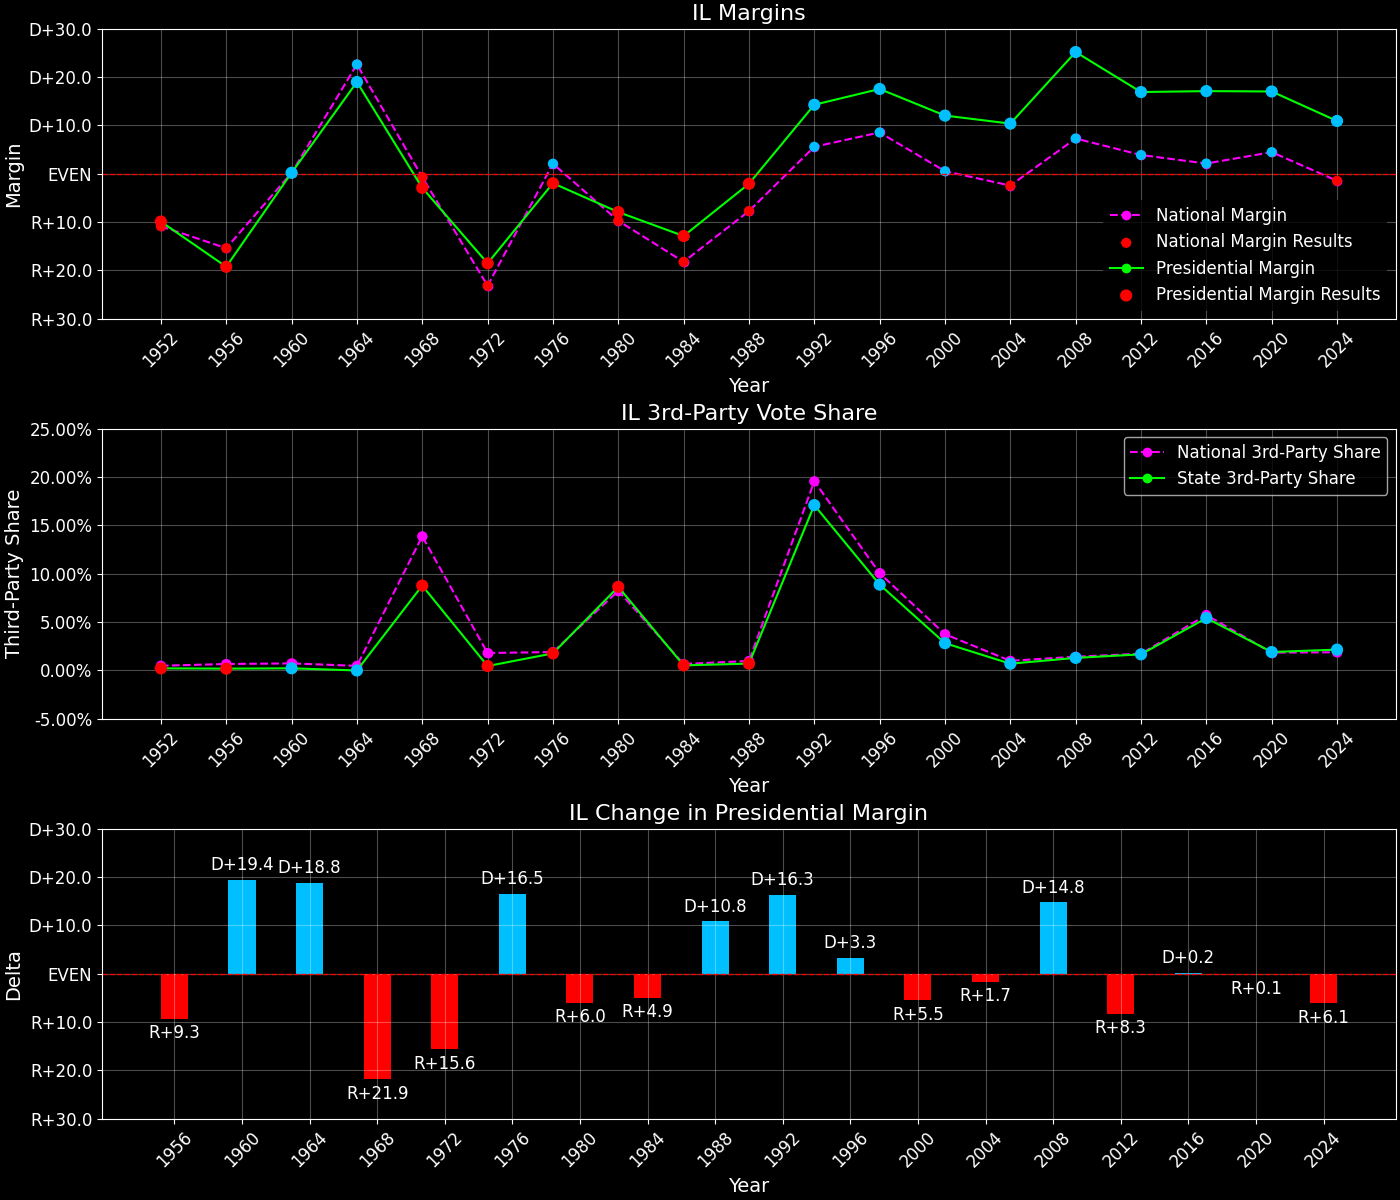 IL Margins
D+30.0
D+20.0
D+10.0
EVEN
R+10.0
R+20.0
R+30.0
Margin
National Margin
National Margin Results
Presidential Margin
Presidential Margin Results
1952 1956 1960 1964 1968 1972 1976 1980 1984 1988 1992 1996 2000 2004 2008 2012 2016 2020 2024
Year
IL 3rd-Party Vote Share
25.00%
20.00%
15.00%
10.00%
5.00%
0.00%
-5.00%
Third-Party Share
National 3rd-Party Share
State 3rd-Party Share
1952 1956 1960 1964 1968 1972 1976 1980 1984 1988 1992 1996 2000 2004 2008 2012 2016 2020 2024
Year
IL Change in Presidential Margin
D+30.0
D+20.0
D+10.0
EVEN
R+10.0
R+20.0
R+30.0
Delta
R+9.3
D+19.4
D+18.8
R+21.9
R+15.6
D+16.5
R+6.0
R+4.9
D+10.8
D+16.3
D+3.3
R+5.5
R+1.7
D+14.8
R+8.3
D+0.2
R+0.1
R+6.1
1956 1960 1964 1968 1972 1976 1980 1984 1988 1992 1996 2000 2004 2008 2012 2016 2020 2024
Year